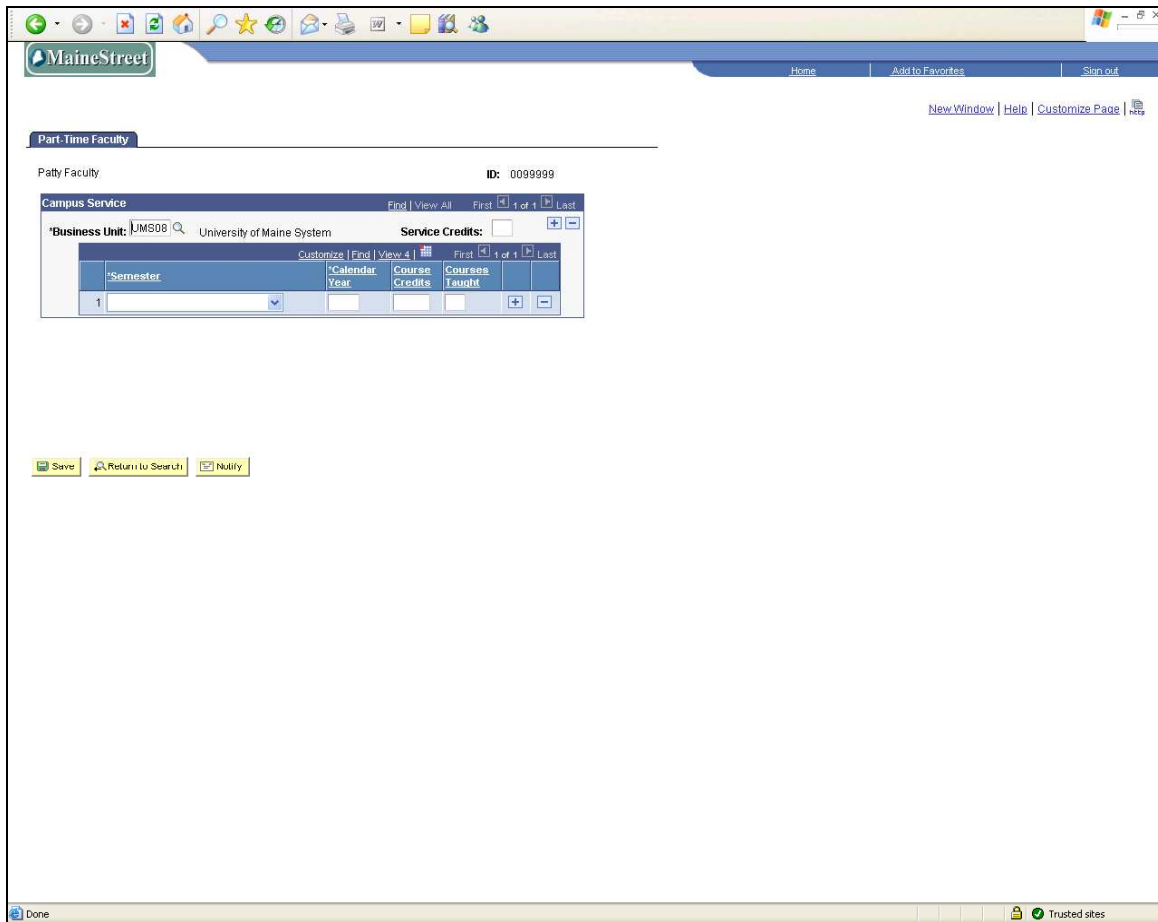 MaineStreet
Home Add to Favorites Sign out
New Window | Help | Customize Page | http
Part-Time Faculty
Patty Faculty ID: 0099999
Campus Service Find | View All First 1 of 1 Last
*Business Unit: UMS08 University of Maine System Service Credits:
Customize | Find | View 4 | First 1 of 1 Last
*Semester *Calendar Year Course Credits Courses Taught
1
Save Return to Search Notify
Done Trusted sites